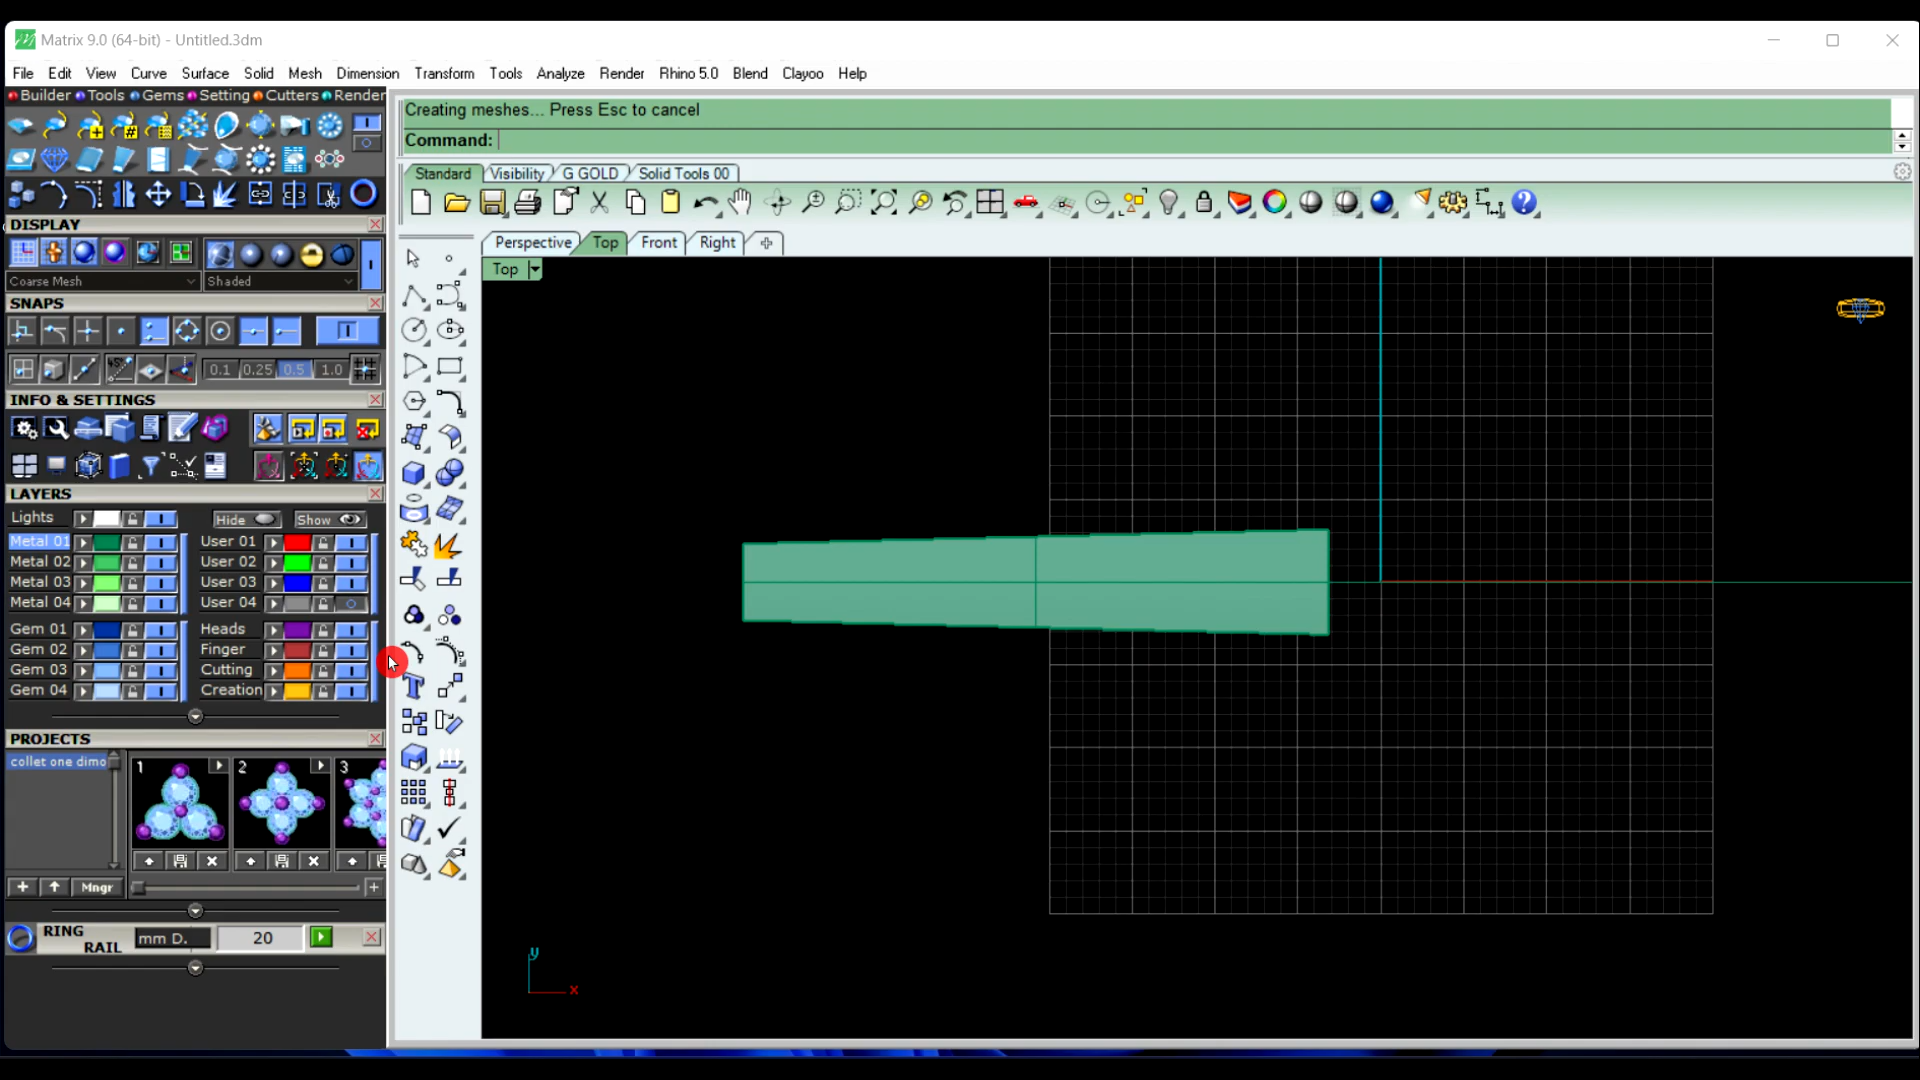 Matrix 9.0 (64-bit) - Untitled.3dm
File Edit View Curve Surface Solid Mesh Dimension Transform Tools Analyze Render Rhino 5.0 Blend Clayoo Help
Builder Tools Gems Setting Cutters Render
Creating meshes... Press Esc to cancel
Command:
Standard Visibility G GOLD Solid Tools 00
DISPLAY
Coarse Mesh Shaded
Perspective Top Front Right
Top
SNAPS
0.1 0.25 0.5 1.0
INFO & SETTINGS
LAYERS
Lights Hide Show
Metal 01 User 01
Metal 02 User 02
Metal 03 User 03
Metal 04 User 04
Gem 01 Heads
Gem 02 Finger
Gem 03 Cutting
Gem 04 Creation
PROJECTS
collet one dimo 1 2 3
Mngr
RING RAIL mm D. 20
y
x